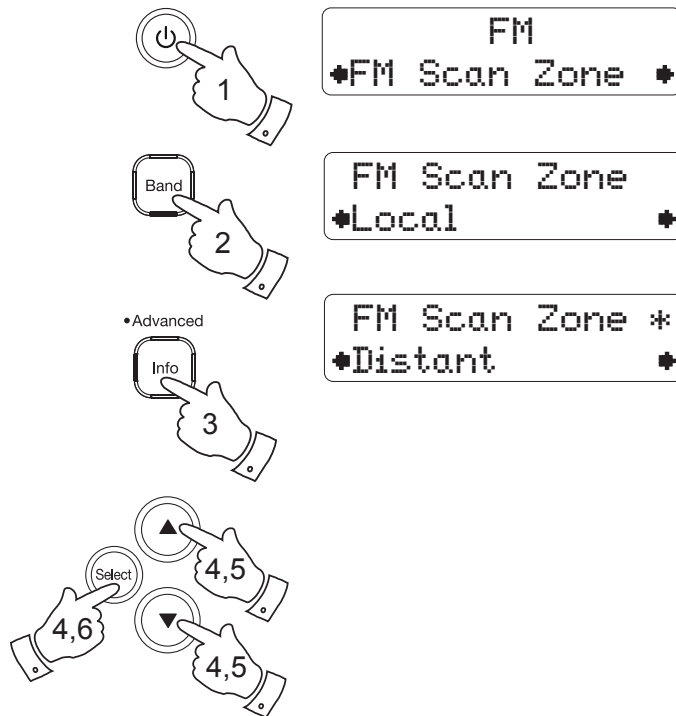 1
FM
FM Scan Zone
Band
2
FM Scan Zone
Local
•Advanced
Info
3
FM Scan Zone *
Distant
Select
4,5
4,6
4,5